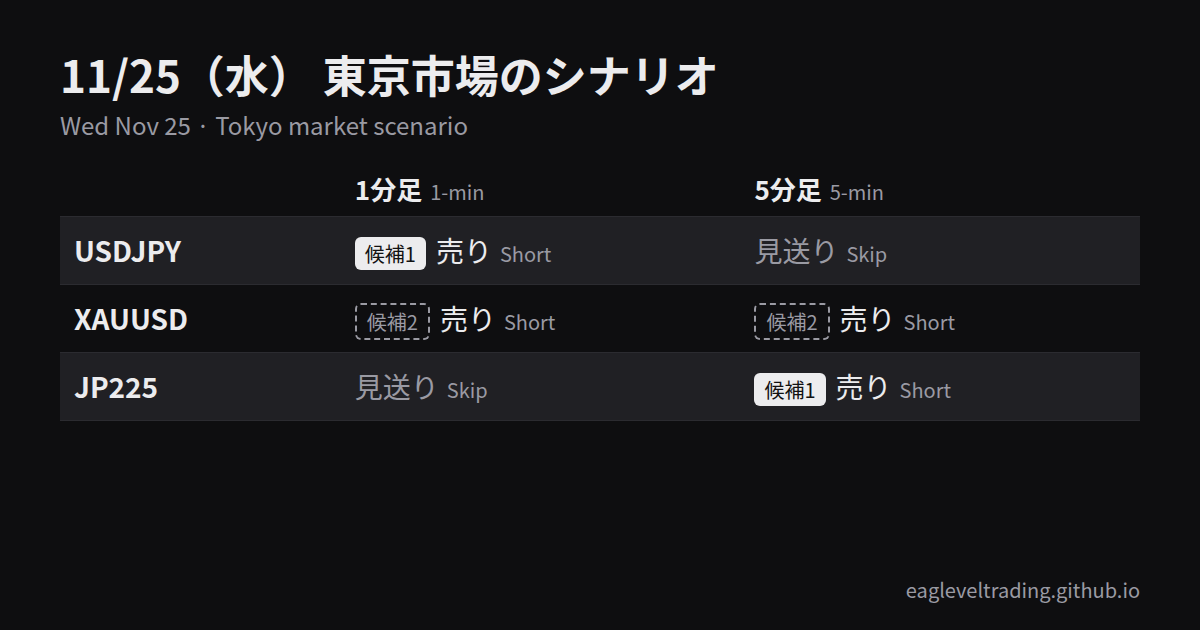 11/25（水） 東京市場のシナリオ
Wed Nov 25 · Tokyo market scenario
1分足 1-min 5分足 5-min
USDJPY 候補1 売り Short 見送り Skip
XAUUSD 候補2 売り Short 候補2 売り Short
JP225 見送り Skip 候補1 売り Short
eagleveltrading.github.io